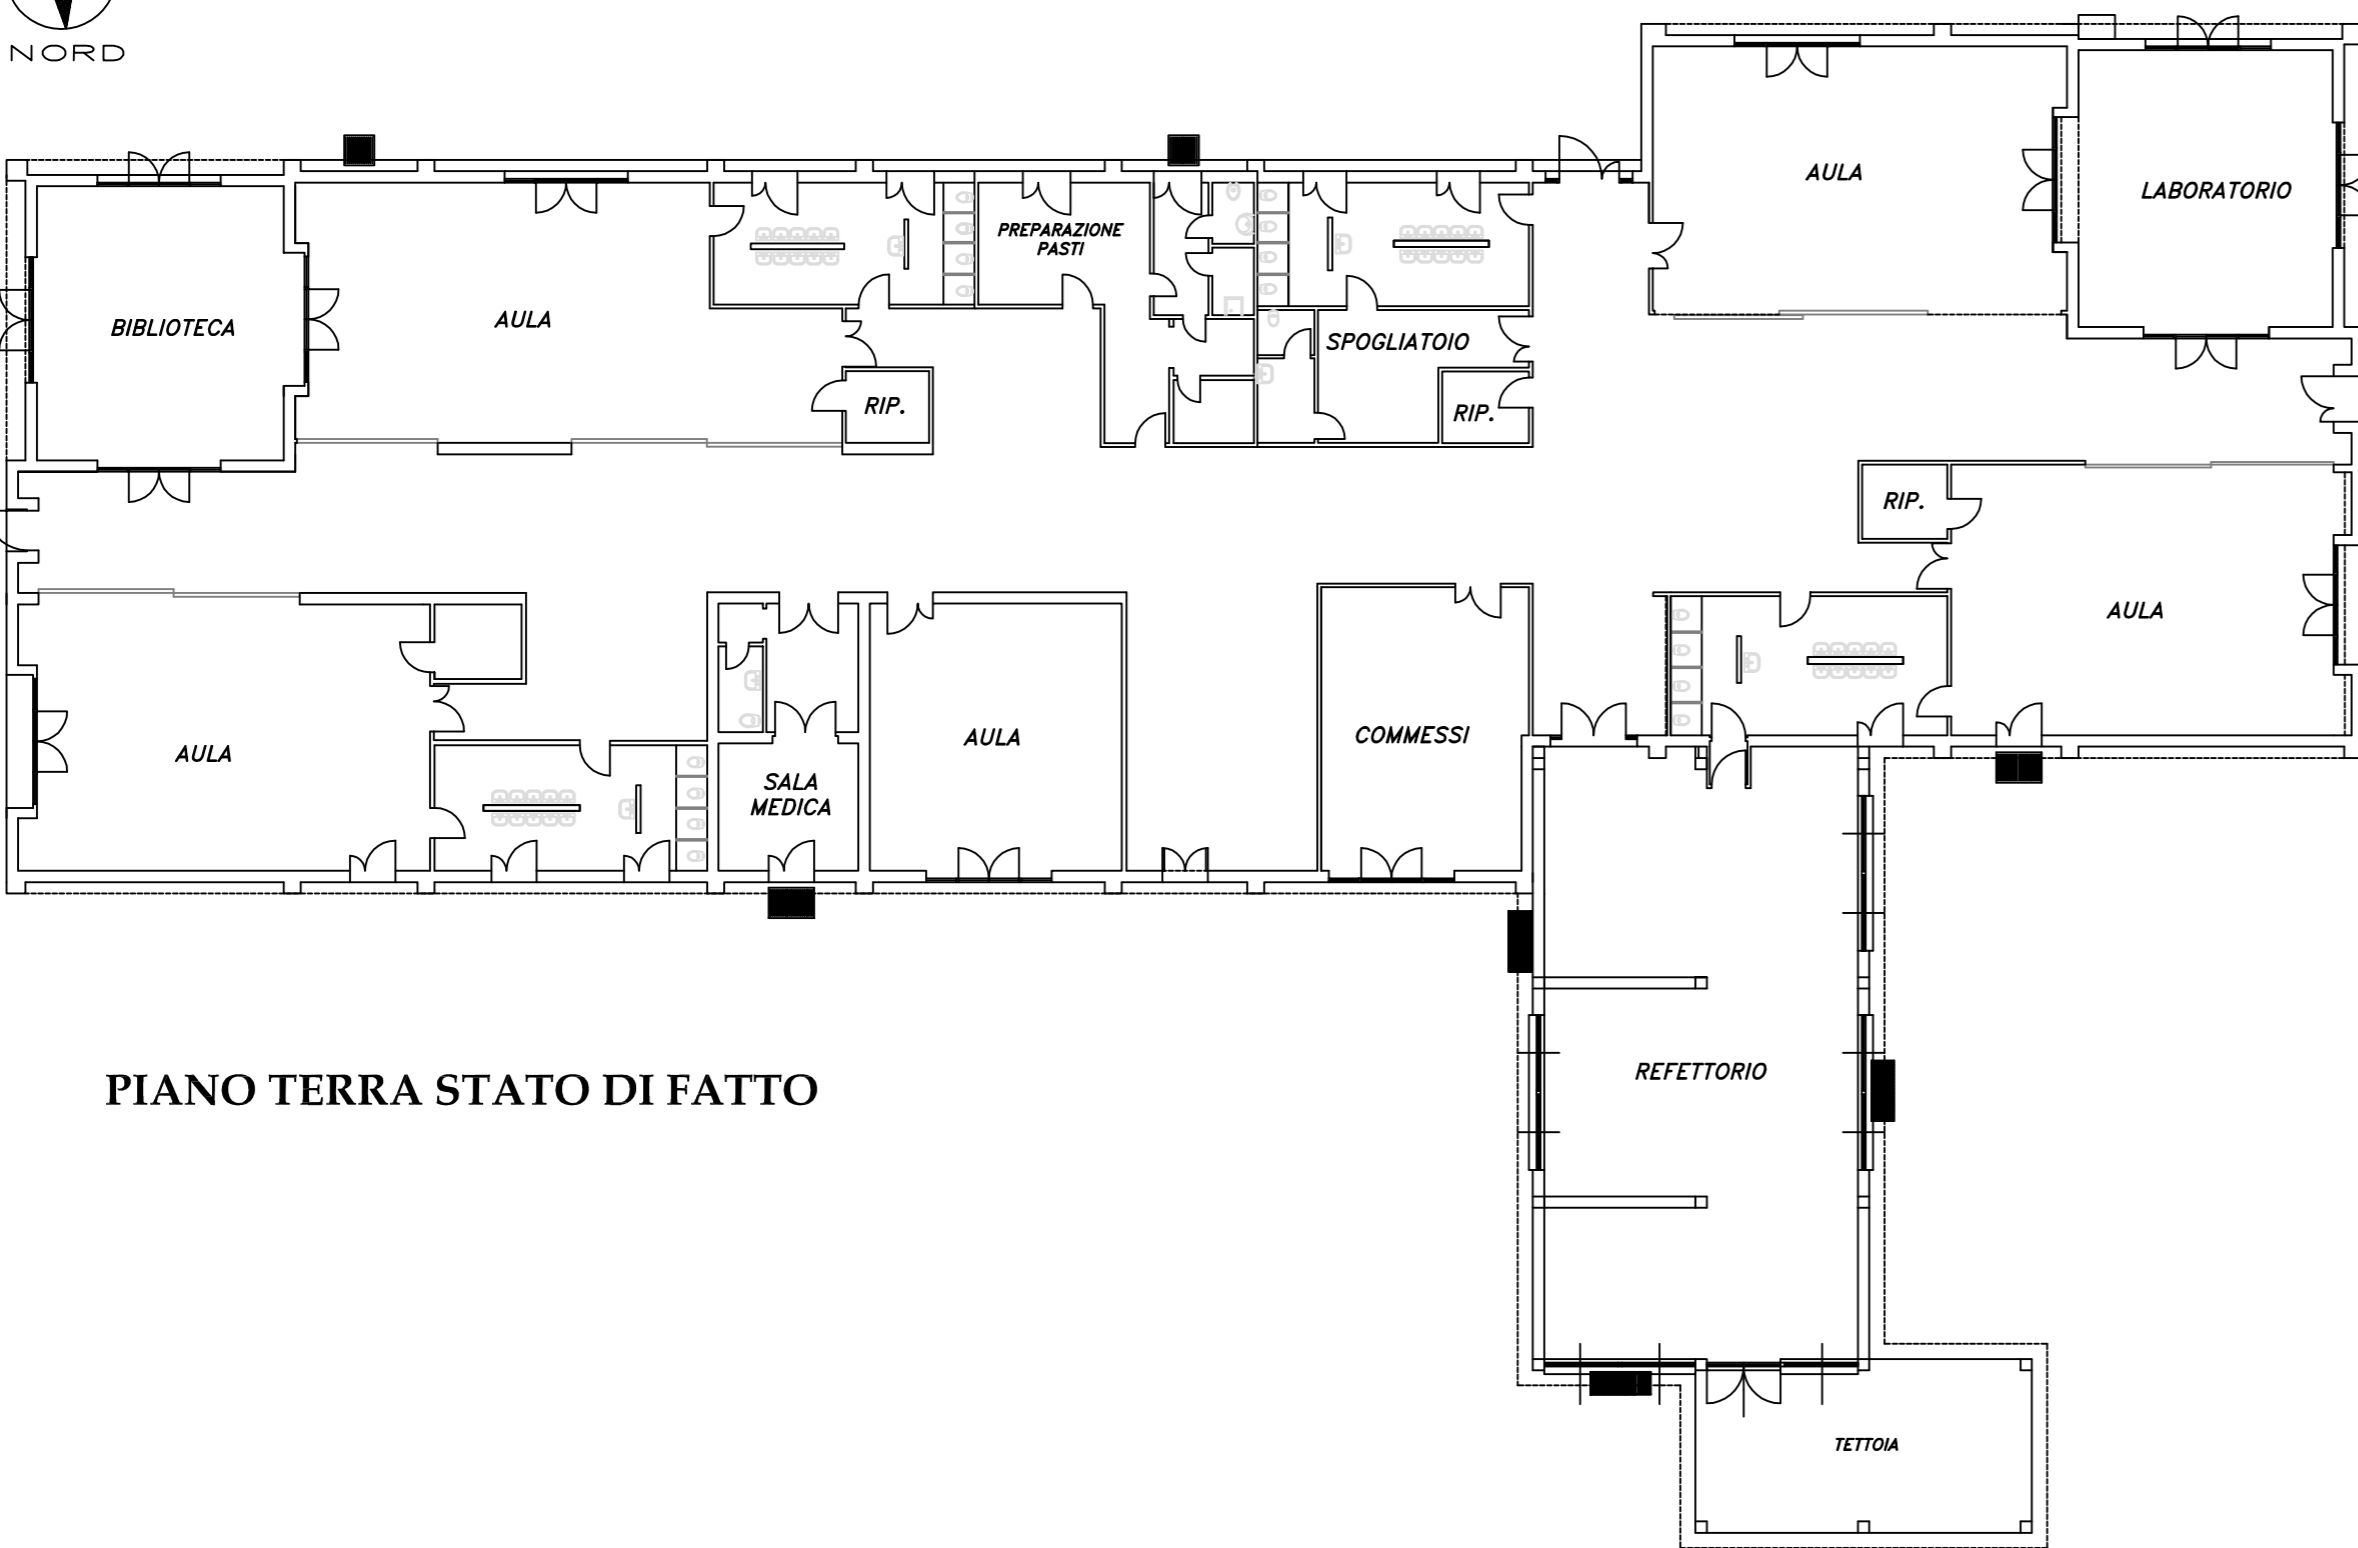 NORD
AULA
LABORATORIO
PREPARAZIONE
PASTI
BIBLIOTECA
AULA
SPOGLIATOIO
RIP.
RIP.
RIP.
AULA
AULA
SALA
MEDICA
AULA
COMMESSI
REFETTORIO
PIANO TERRA STATO DI FATTO
TETTOIA